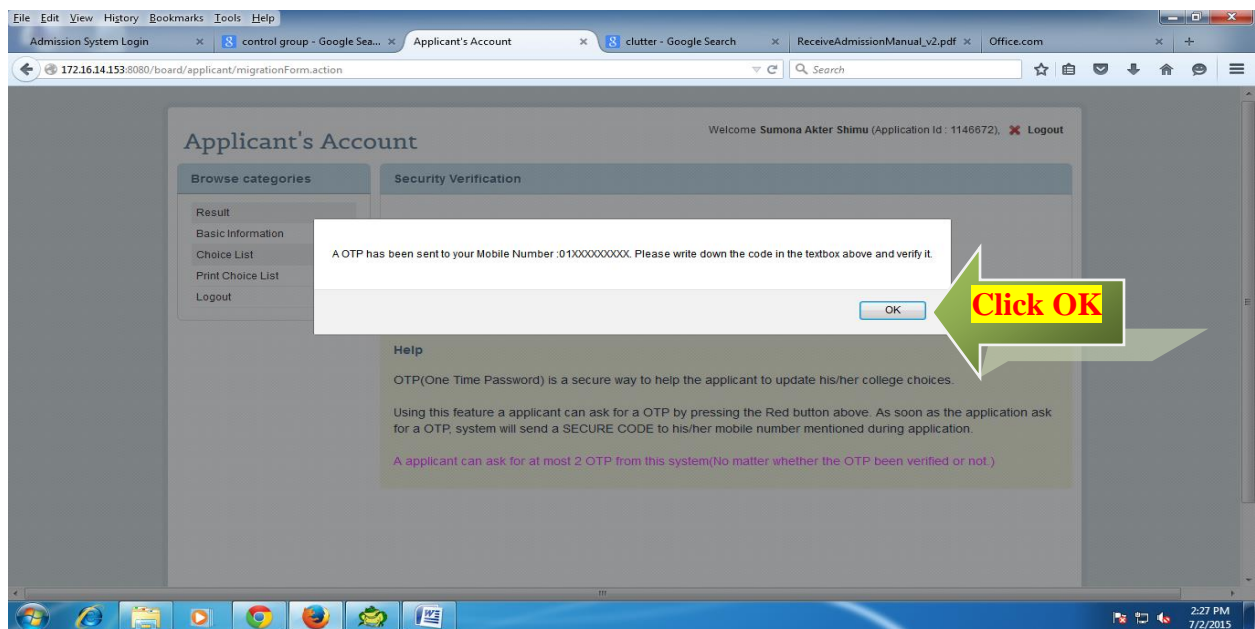 File Edit View History Bookmarks Tools Help
Admission System Login × 8 control group - Google Sea... × Applicant's Account × 8 clutter - Google Search × ReceiveAdmissionManual_v2.pdf × Office.com × +
172.16.14.153:8080/board/applicant/migrationForm.action Search
Applicant's Account
Welcome Sumona Akter Shimu (Application Id : 1146672), Logout
Browse categories
Security Verification
Result
Basic Information
Choice List
Print Choice List
Logout
A OTP has been sent to your Mobile Number :01XXXXXXXXX. Please write down the code in the textbox above and verify it.
OK
Click OK
Help
OTP(One Time Password) is a secure way to help the applicant to update his/her college choices.
Using this feature a applicant can ask for a OTP by pressing the Red button above. As soon as the application ask
for a OTP, system will send a SECURE CODE to his/her mobile number mentioned during application.
A applicant can ask for at most 2 OTP from this system(No matter whether the OTP been verified or not.)
2:27 PM
7/2/2015